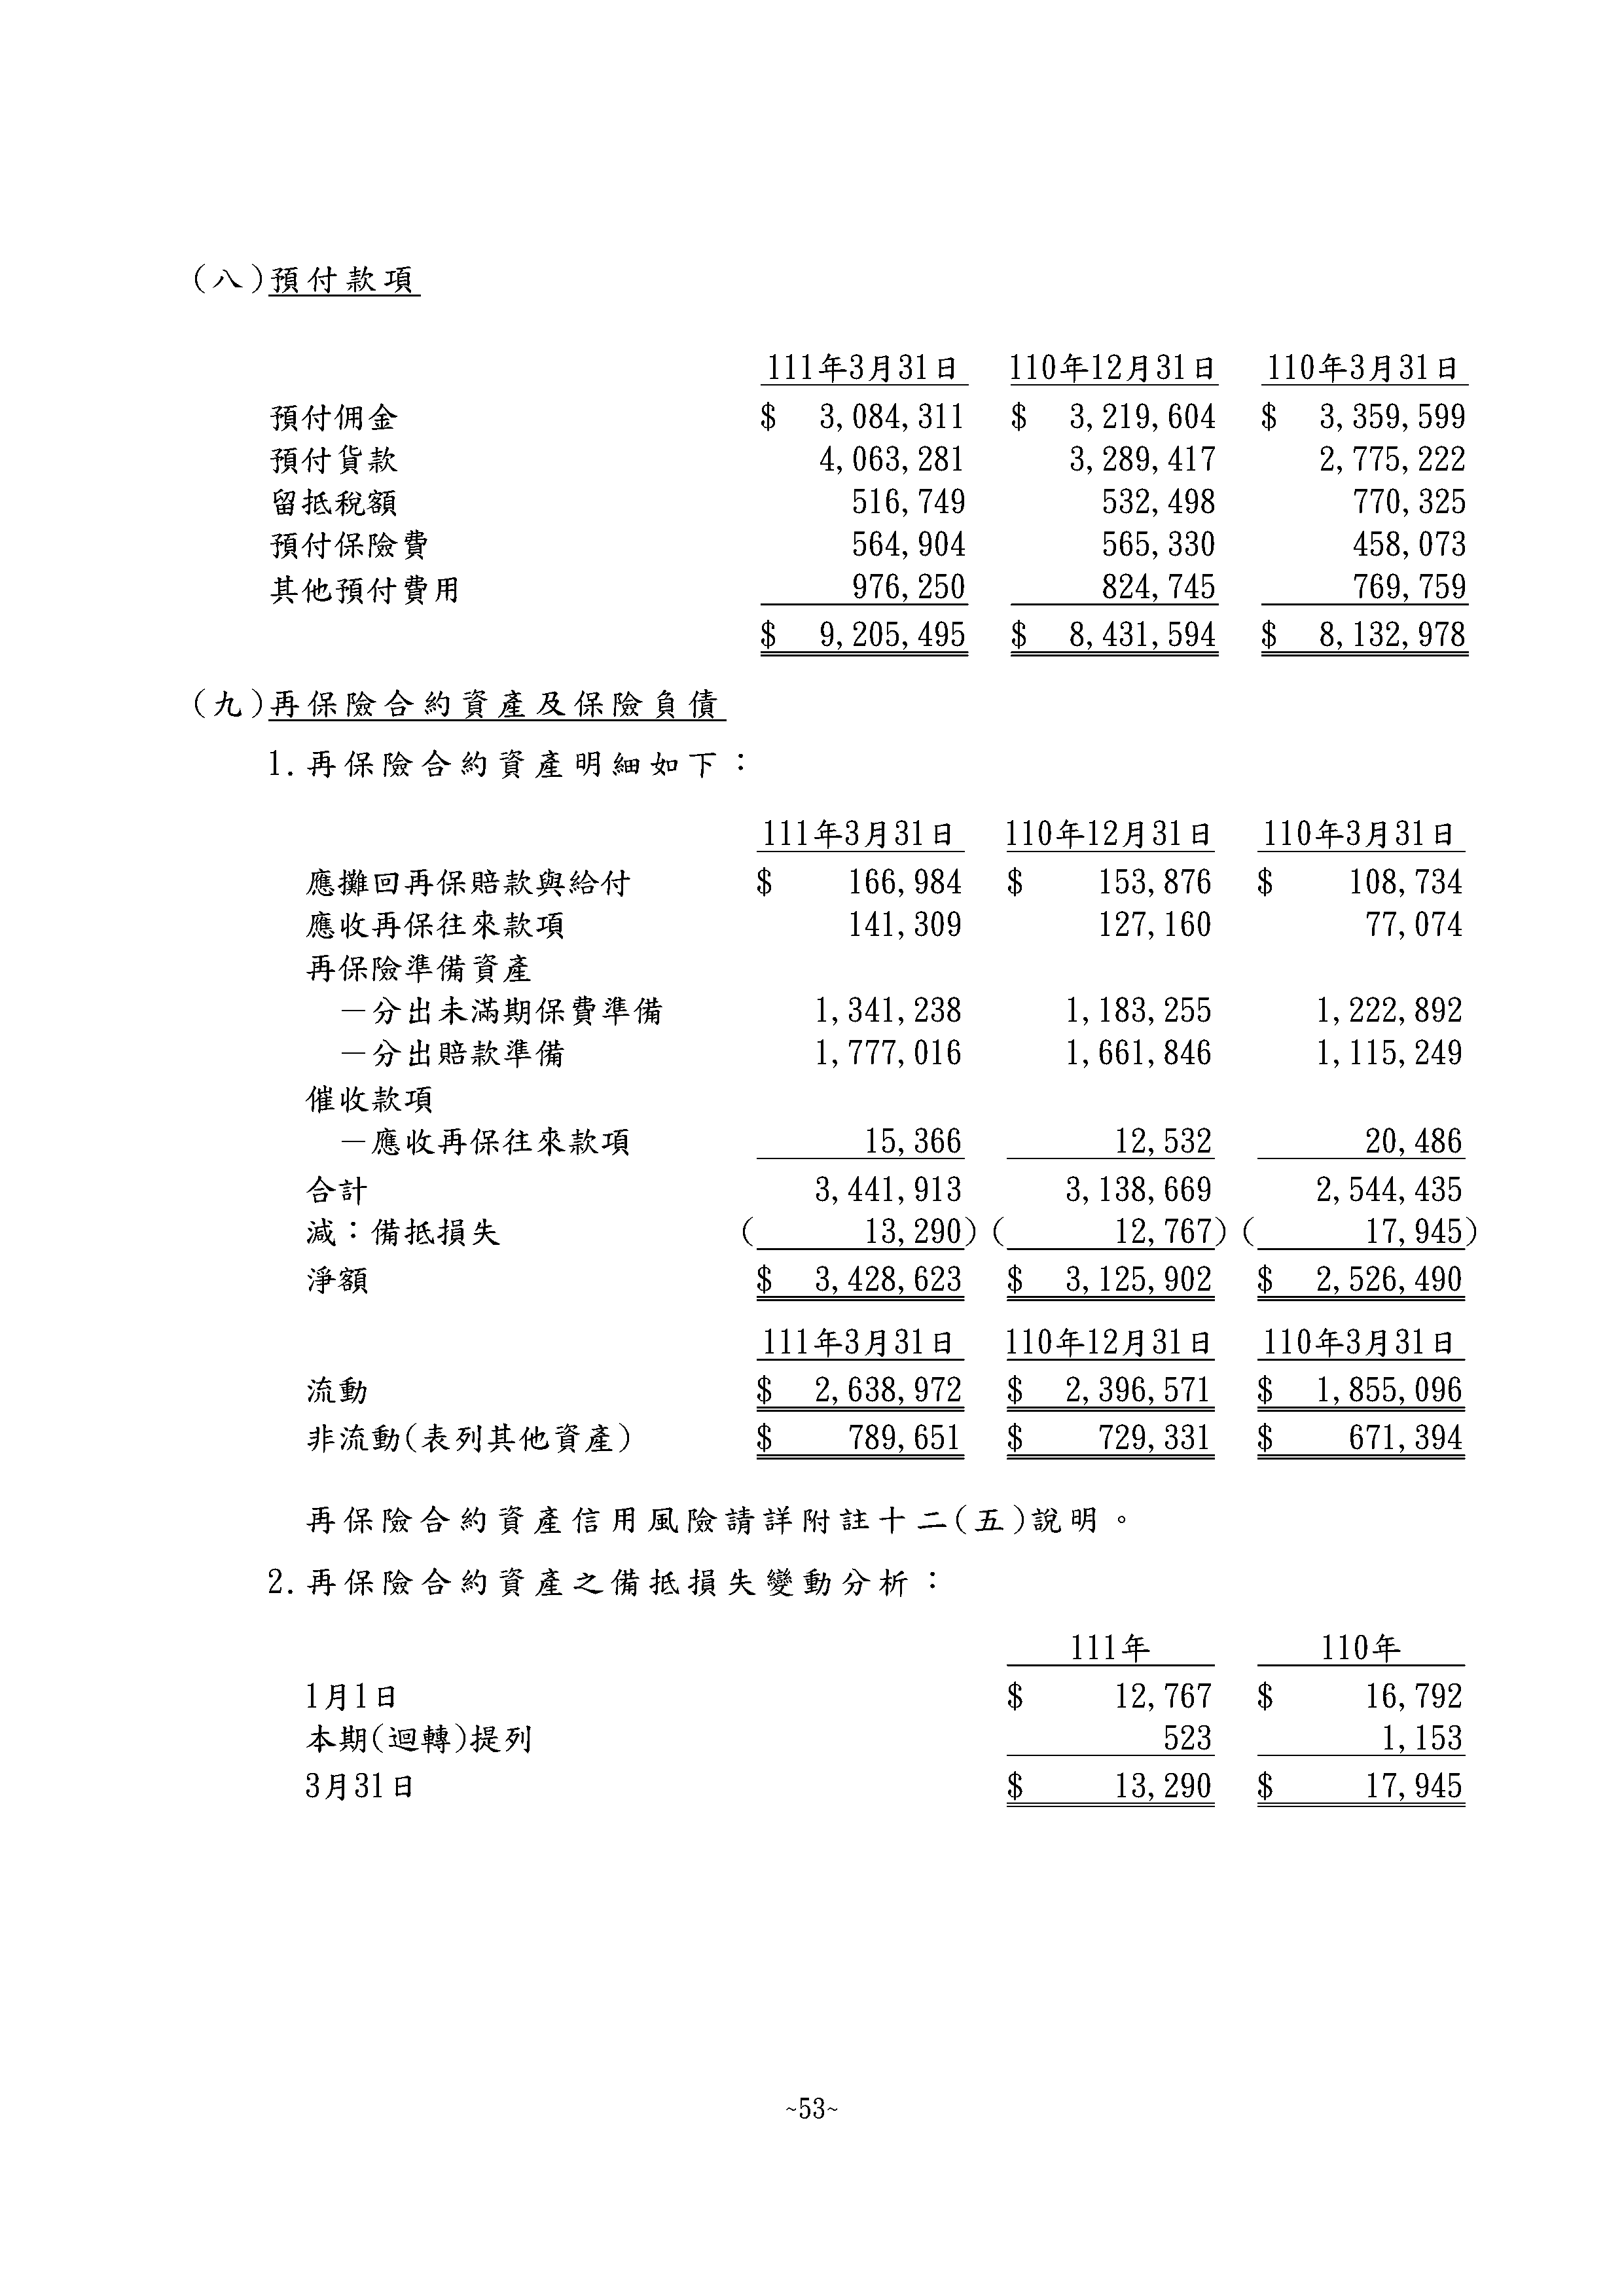 (八)預付款項
111年3月31日 110年12月31日 110年3月31日
預付佣金 $ 3,084,311 $ 3,219,604 $ 3,359,599
預付貨款 4,063,281 3,289,417 2,775,222
留抵稅額 516,749 532,498 770,325
預付保險費 564,904 565,330 458,073
其他預付費用 976,250 824,745 769,759
$ 9,205,495 $ 8,431,594 $ 8,132,978
(九)再保險合約資產及保險負債
1.再保險合約資產明細如下：
111年3月31日 110年12月31日 110年3月31日
應攤回再保賠款與給付 $ 166,984 $ 153,876 $ 108,734
應收再保往來款項 141,309 127,160 77,074
再保險準備資產
－分出未滿期保費準備 1,341,238 1,183,255 1,222,892
－分出賠款準備 1,777,016 1,661,846 1,115,249
催收款項
－應收再保往來款項 15,366 12,532 20,486
合計 3,441,913 3,138,669 2,544,435
減：備抵損失 ( 13,290) ( 12,767) ( 17,945)
淨額 $ 3,428,623 $ 3,125,902 $ 2,526,490
111年3月31日 110年12月31日 110年3月31日
流動 $ 2,638,972 $ 2,396,571 $ 1,855,096
非流動(表列其他資產) $ 789,651 $ 729,331 $ 671,394
再保險合約資產信用風險請詳附註十二(五)說明。
2.再保險合約資產之備抵損失變動分析：
111年 110年
1月1日 $ 12,767 $ 16,792
本期(迴轉)提列 523 1,153
3月31日 $ 13,290 $ 17,945
~53~